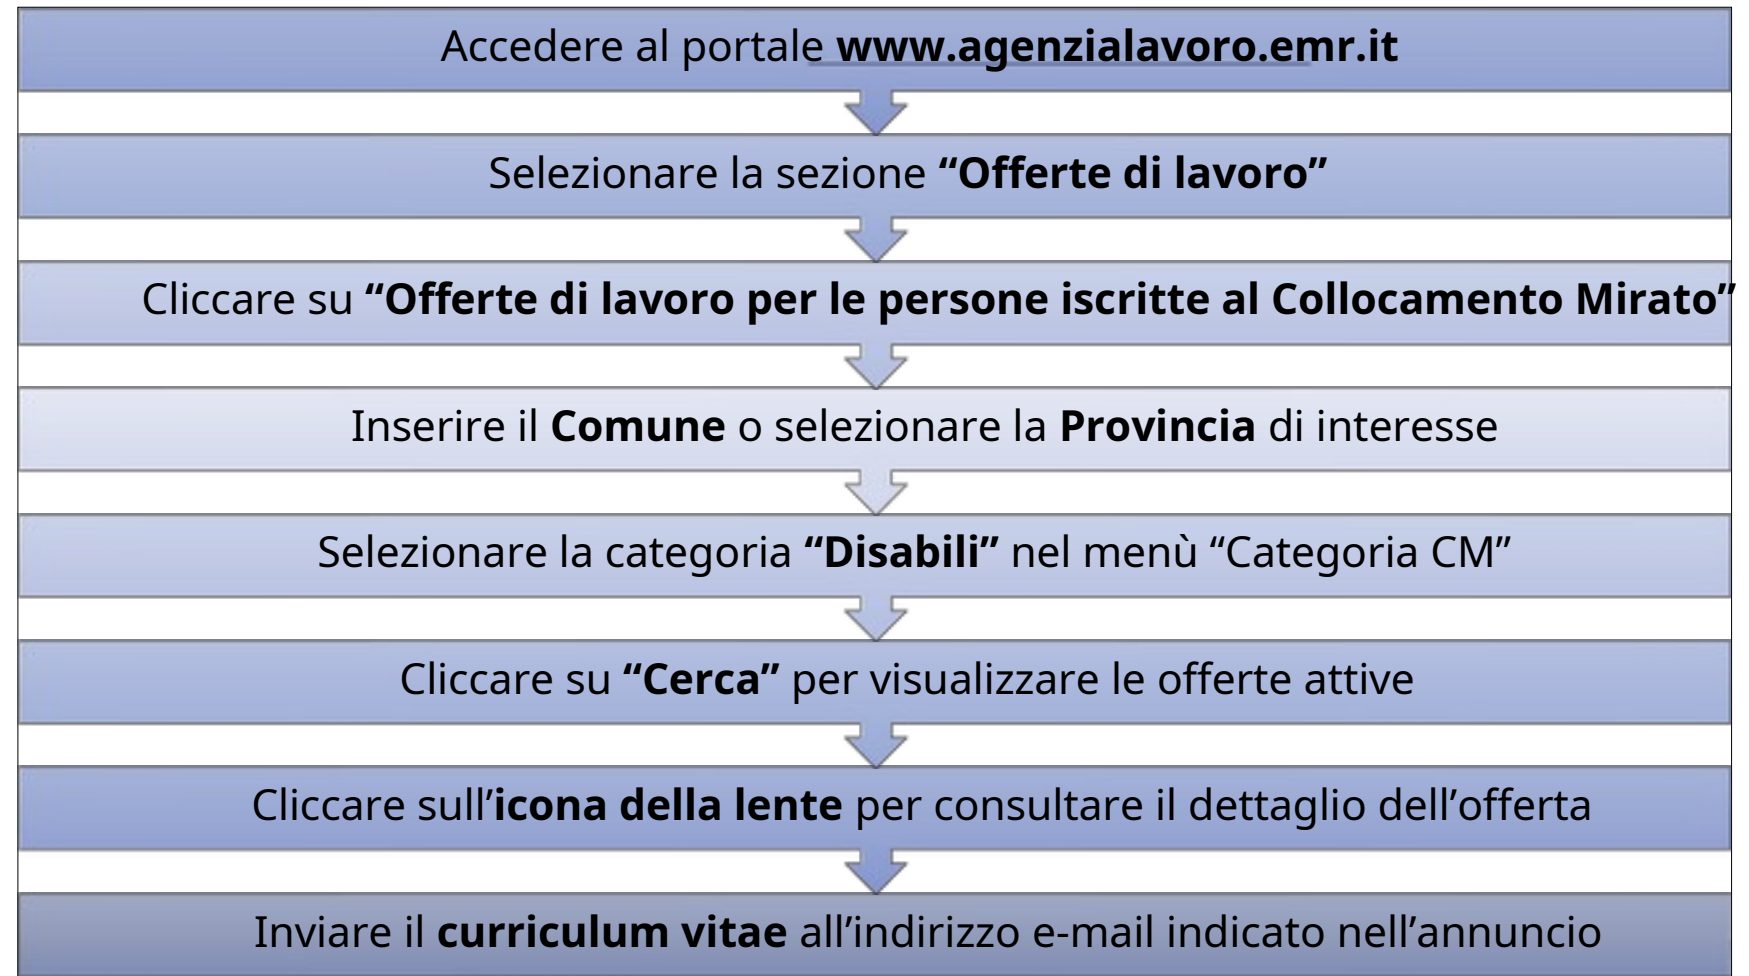 Accedere al portale www.agenzialavoro.emr.it
Selezionare la sezione “Offerte di lavoro”
Cliccare su “Offerte di lavoro per le persone iscritte al Collocamento Mirato”
Inserire il Comune o selezionare la Provincia di interesse
Selezionare la categoria “Disabili” nel menù “Categoria CM”
Cliccare su “Cerca” per visualizzare le offerte attive
Cliccare sull’icona della lente per consultare il dettaglio dell’offerta
Inviare il curriculum vitae all’indirizzo e-mail indicato nell’annuncio